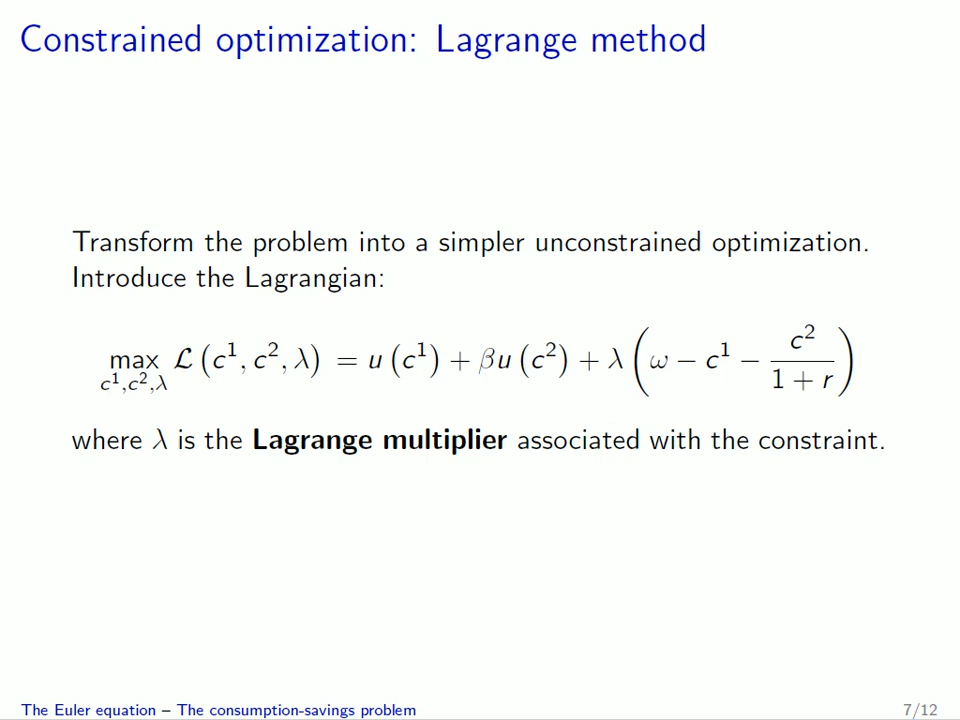 Constrained optimization: Lagrange method
Transform the problem into a simpler unconstrained optimization.
Introduce the Lagrangian:
max_{c¹,c²,λ} ℒ (c¹, c², λ) = u (c¹) + βu (c²) + λ (ω − c¹ − c²/(1 + r))
where λ is the Lagrange multiplier associated with the constraint.
The Euler equation – The consumption-savings problem
7/12